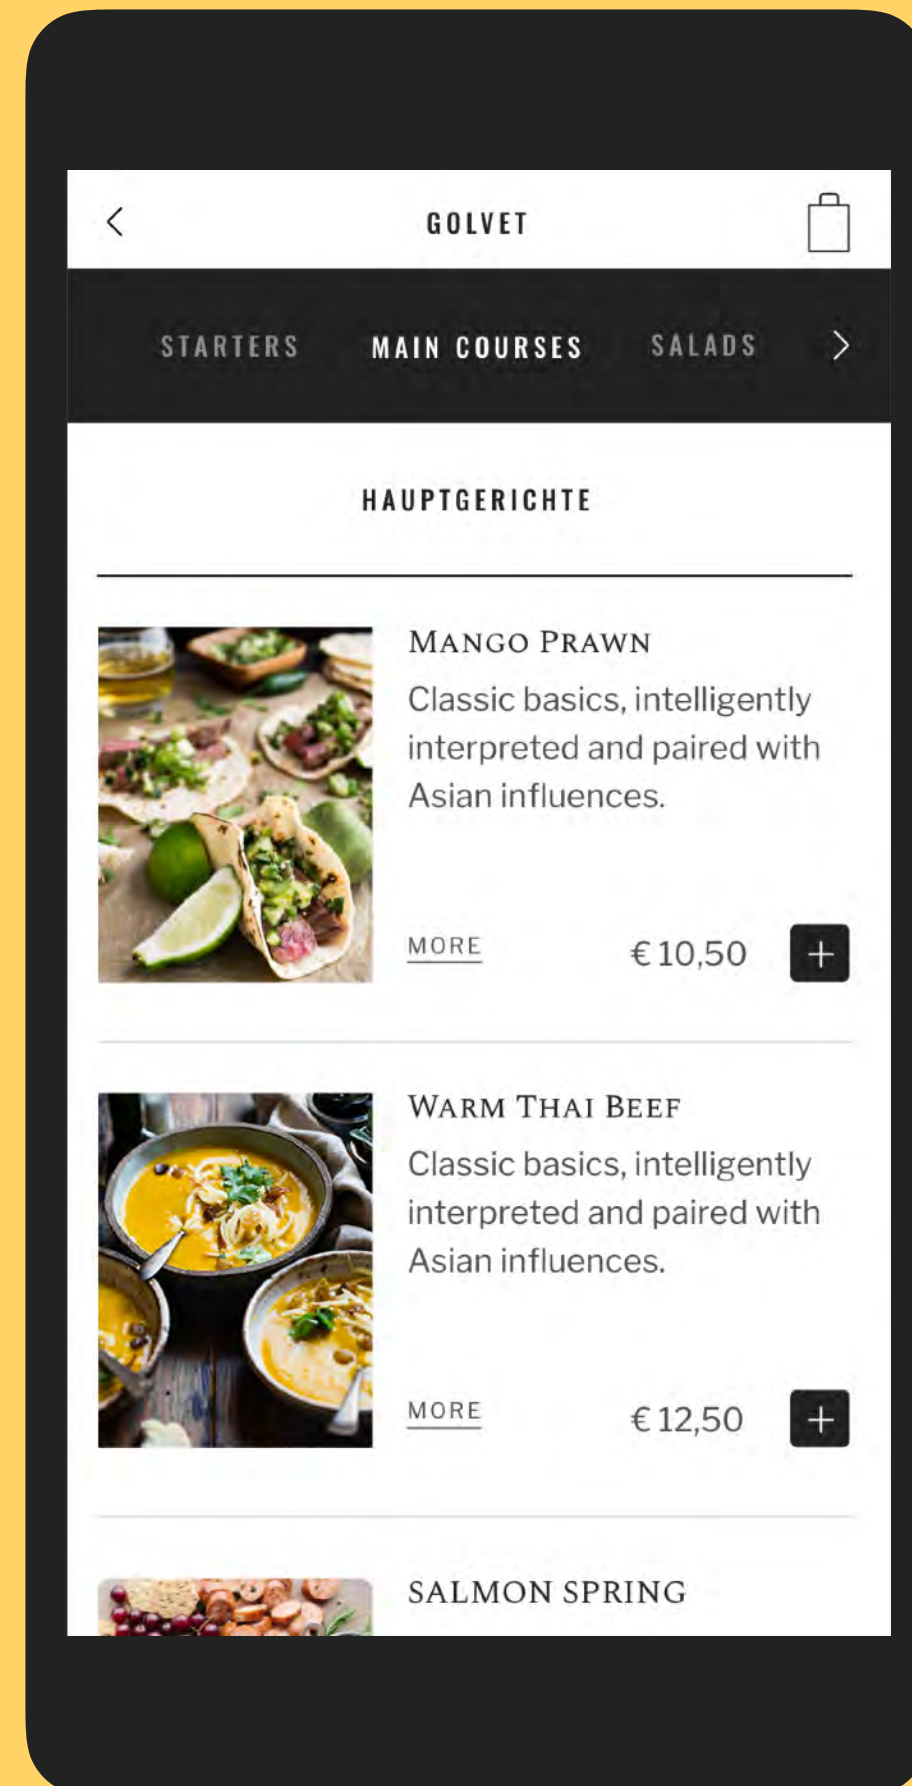 GOLVET
STARTERS MAIN COURSES SALADS
HAUPTGERICHTE
MANGO PRAWN
Classic basics, intelligently
interpreted and paired with
Asian influences.
MORE € 10,50 +
WARM THAI BEEF
Classic basics, intelligently
interpreted and paired with
Asian influences.
MORE € 12,50 +
SALMON SPRING